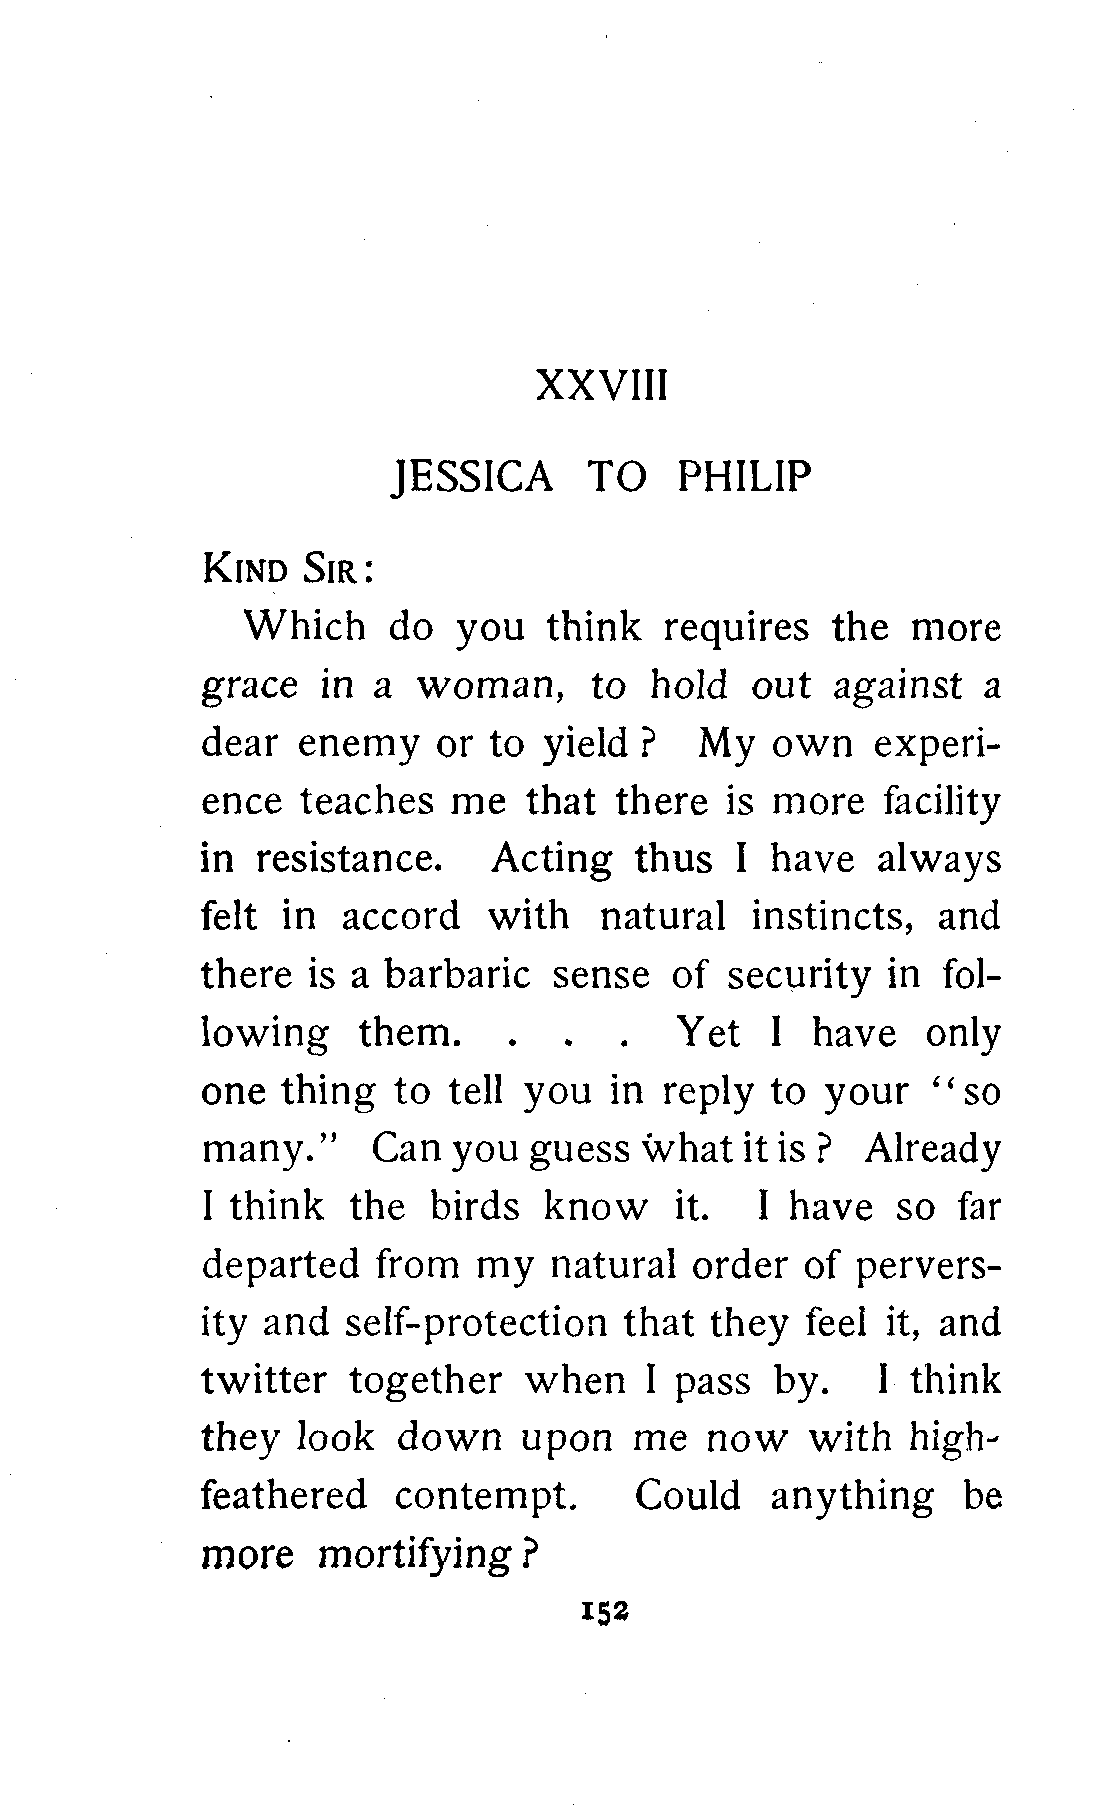 XXVIII
JESSICA TO PHILIP
KIND SIR:
Which do you think requires the more
grace in a woman, to hold out against a
dear enemy or to yield? My own experi-
ence teaches me that there is more facility
in resistance. Acting thus I have always
felt in accord with natural instincts, and
there is a barbaric sense of security in fol-
lowing them. . . . Yet I have only
one thing to tell you in reply to your “so
many.” Can you guess what it is? Already
I think the birds know it. I have so far
departed from my natural order of pervers-
ity and self-protection that they feel it, and
twitter together when I pass by. I think
they look down upon me now with high-
feathered contempt. Could anything be
more mortifying?
152